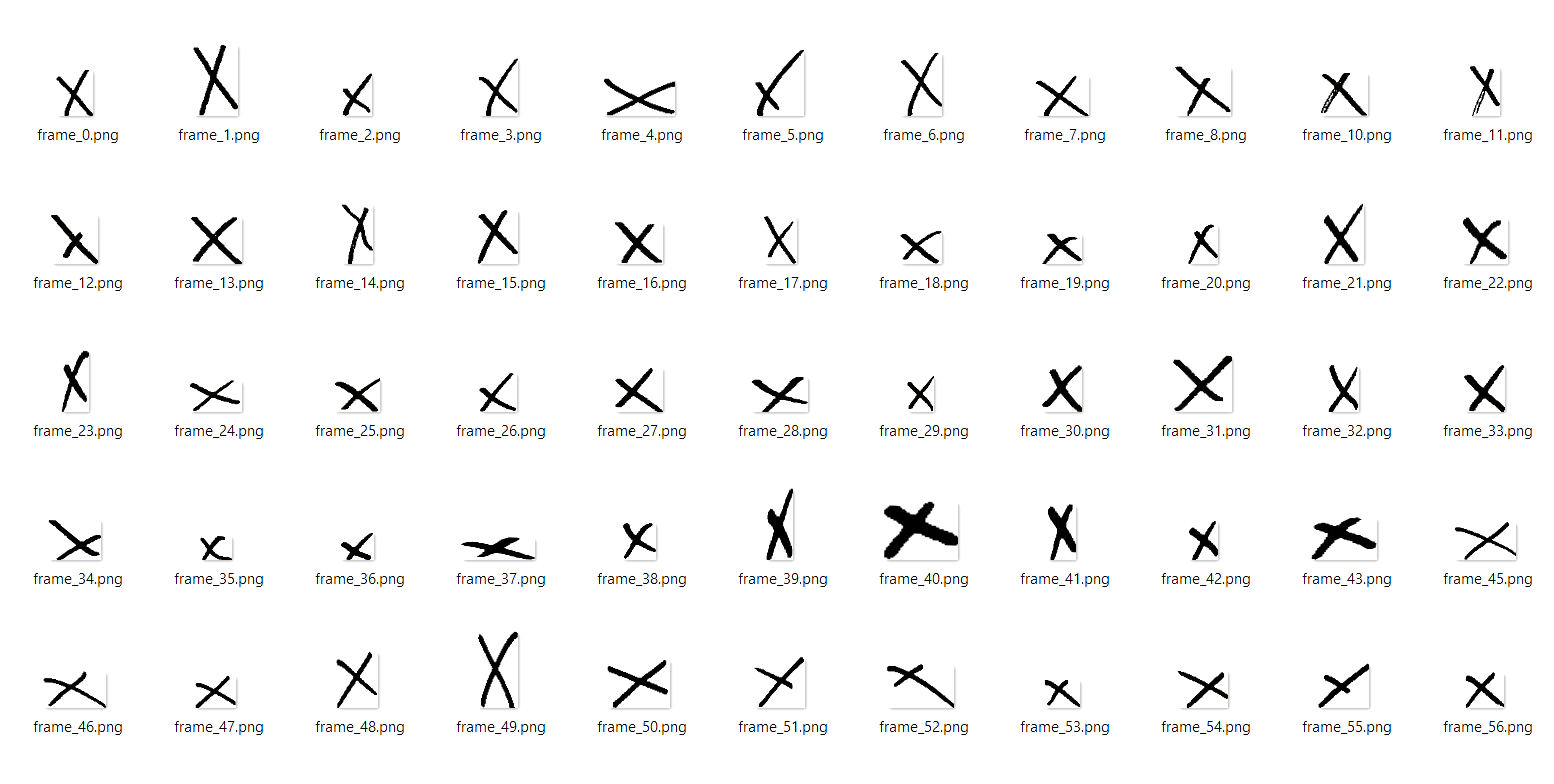 frame_0.png frame_1.png frame_2.png frame_3.png frame_4.png frame_5.png frame_6.png frame_7.png frame_8.png frame_10.png frame_11.png
frame_12.png frame_13.png frame_14.png frame_15.png frame_16.png frame_17.png frame_18.png frame_19.png frame_20.png frame_21.png frame_22.png
frame_23.png frame_24.png frame_25.png frame_26.png frame_27.png frame_28.png frame_29.png frame_30.png frame_31.png frame_32.png frame_33.png
frame_34.png frame_35.png frame_36.png frame_37.png frame_38.png frame_39.png frame_40.png frame_41.png frame_42.png frame_43.png frame_45.png
frame_46.png frame_47.png frame_48.png frame_49.png frame_50.png frame_51.png frame_52.png frame_53.png frame_54.png frame_55.png frame_56.png